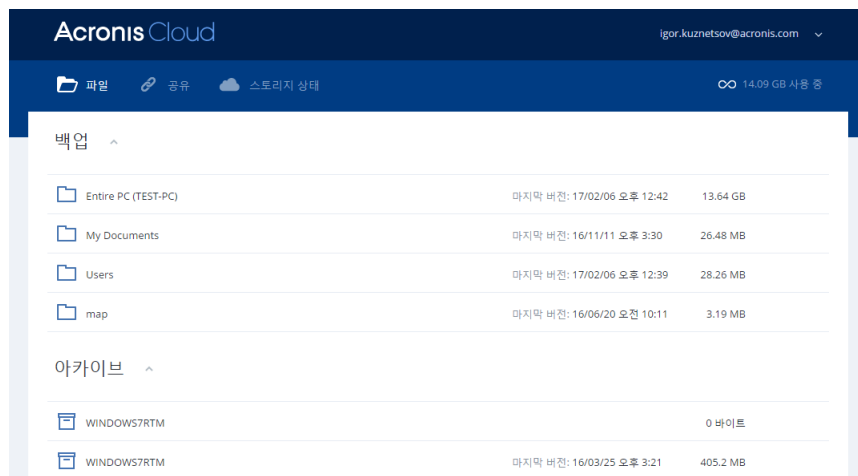 Acronis Cloud
igor.kuznetsov@acronis.com
파일 공유 스토리지 상태 14.09 GB 사용 중
백업
Entire PC (TEST-PC) 마지막 버전: 17/02/06 오후 12:42 13.64 GB
My Documents 마지막 버전: 16/11/11 오후 3:30 26.48 MB
Users 마지막 버전: 17/02/06 오후 12:39 28.26 MB
map 마지막 버전: 16/06/20 오전 10:11 3.19 MB
아카이브
WINDOWS7RTM 0 바이트
WINDOWS7RTM 마지막 버전: 16/03/25 오후 3:21 405.2 MB